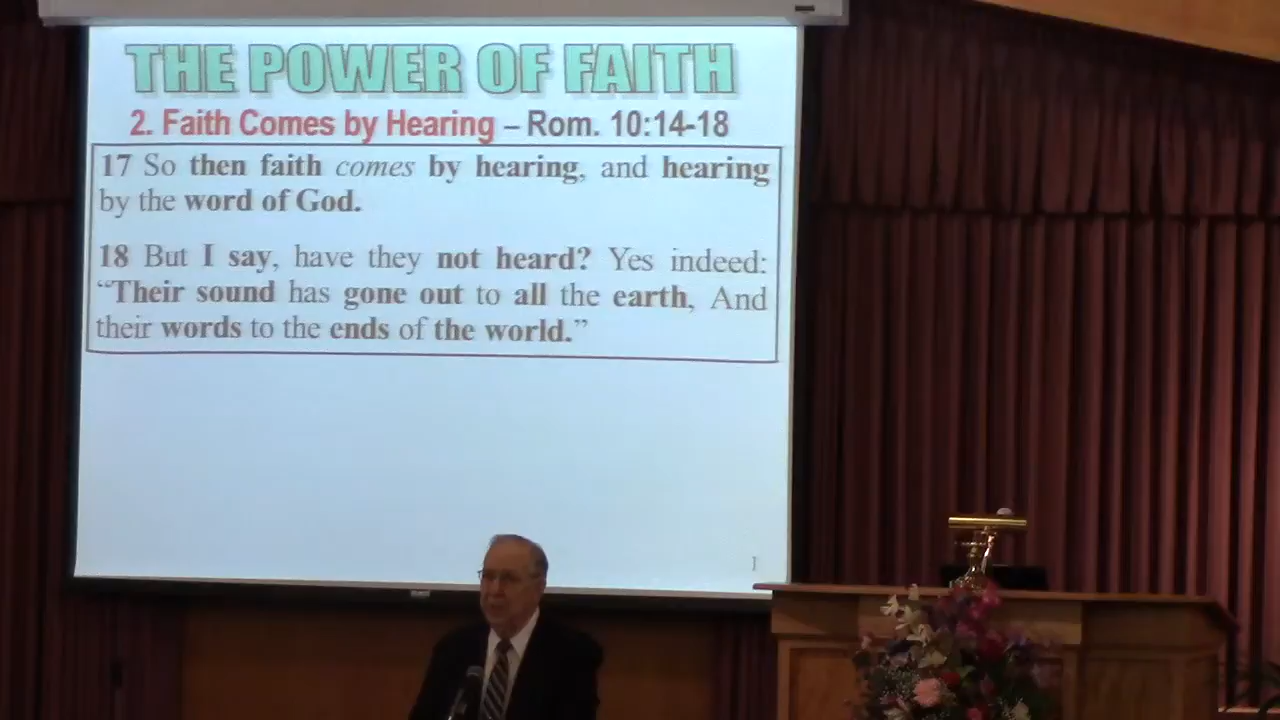 THE POWER OF FAITH
2. Faith Comes by Hearing – Rom. 10:14-18
17 So then faith comes by hearing, and hearing
by the word of God.
18 But I say, have they not heard? Yes indeed:
“Their sound has gone out to all the earth, And
their words to the ends of the world.”
1